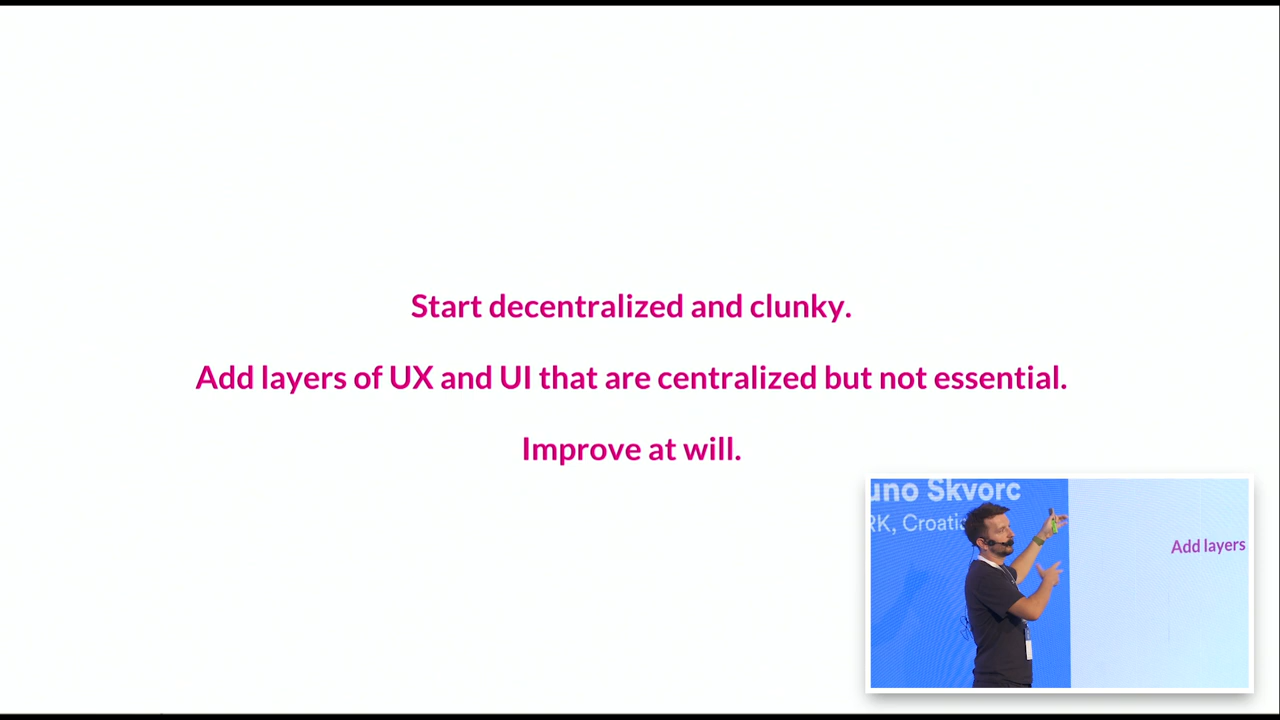 Start decentralized and clunky.
Add layers of UX and UI that are centralized but not essential.
Improve at will.
uno Skvorc
RK, Croatia
Add layers